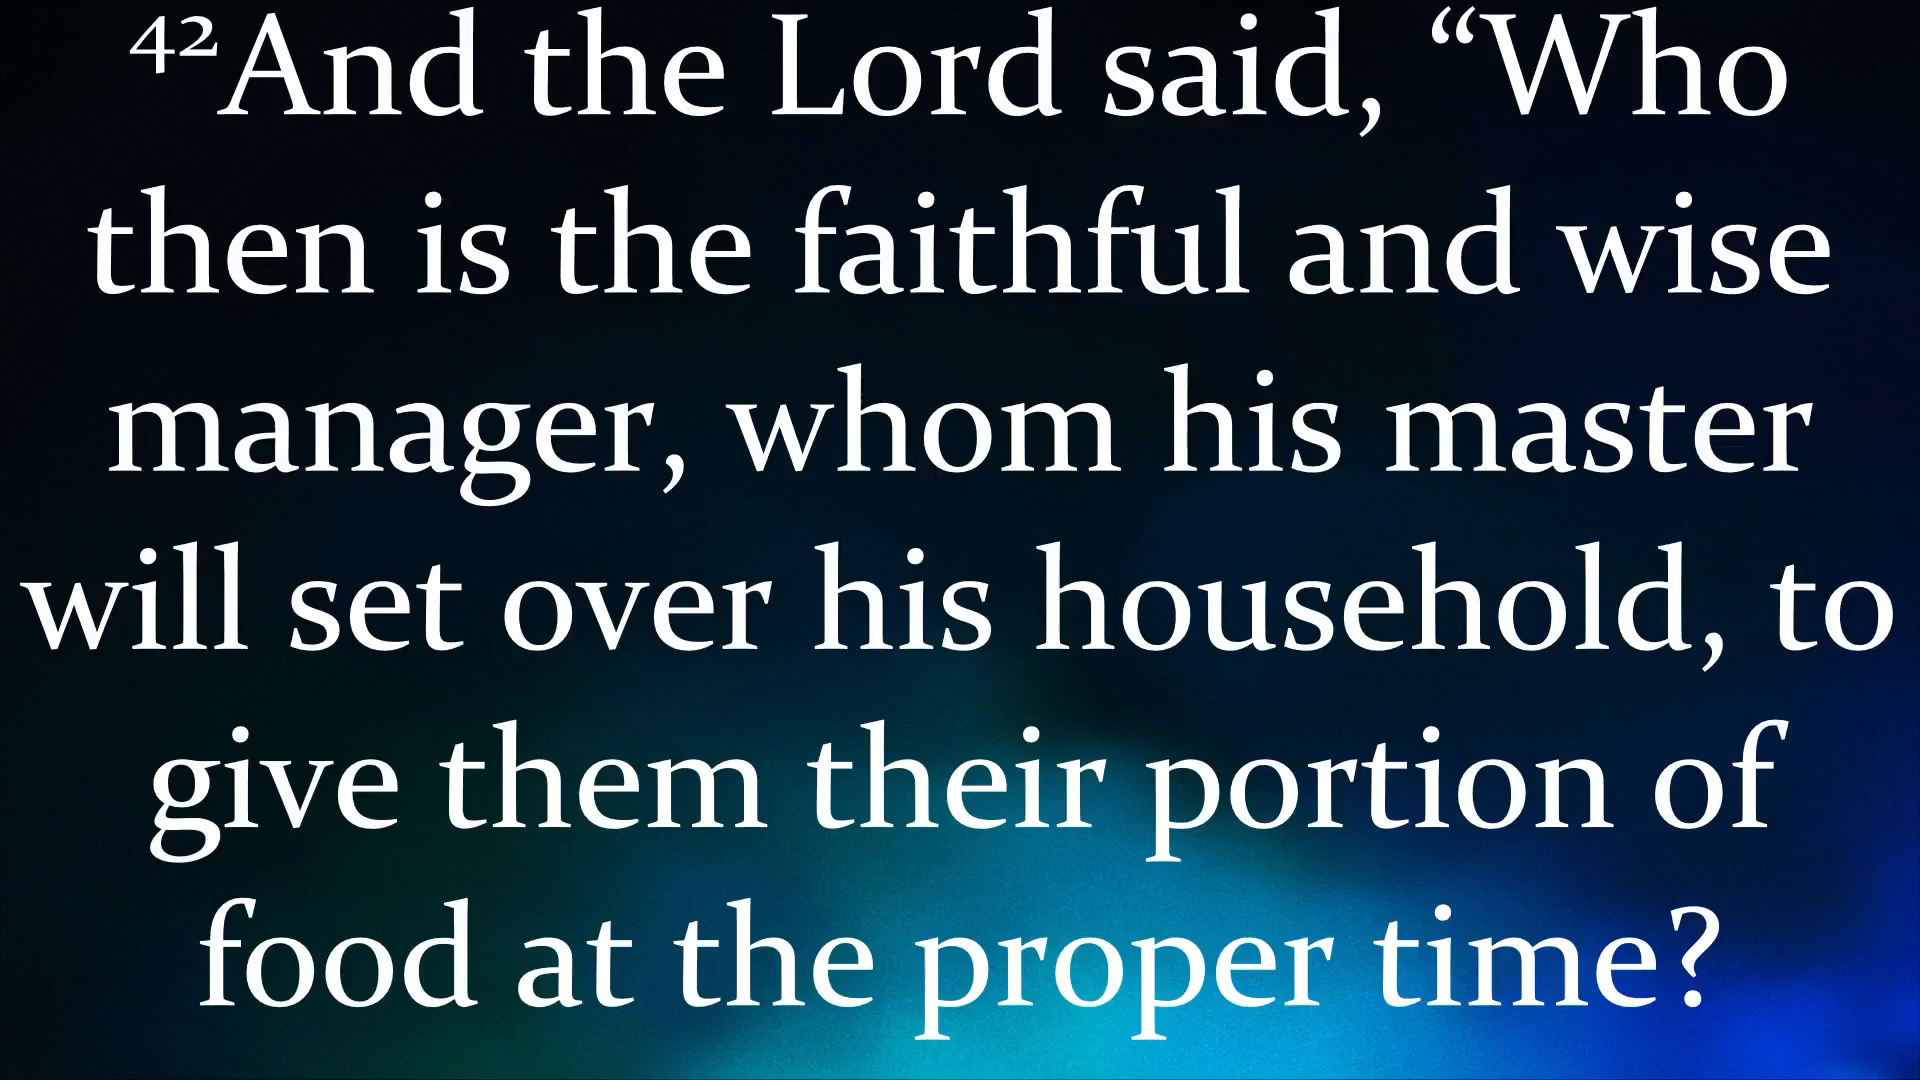 ⁴²And the Lord said, “Who
then is the faithful and wise
manager, whom his master
will set over his household, to
give them their portion of
food at the proper time?